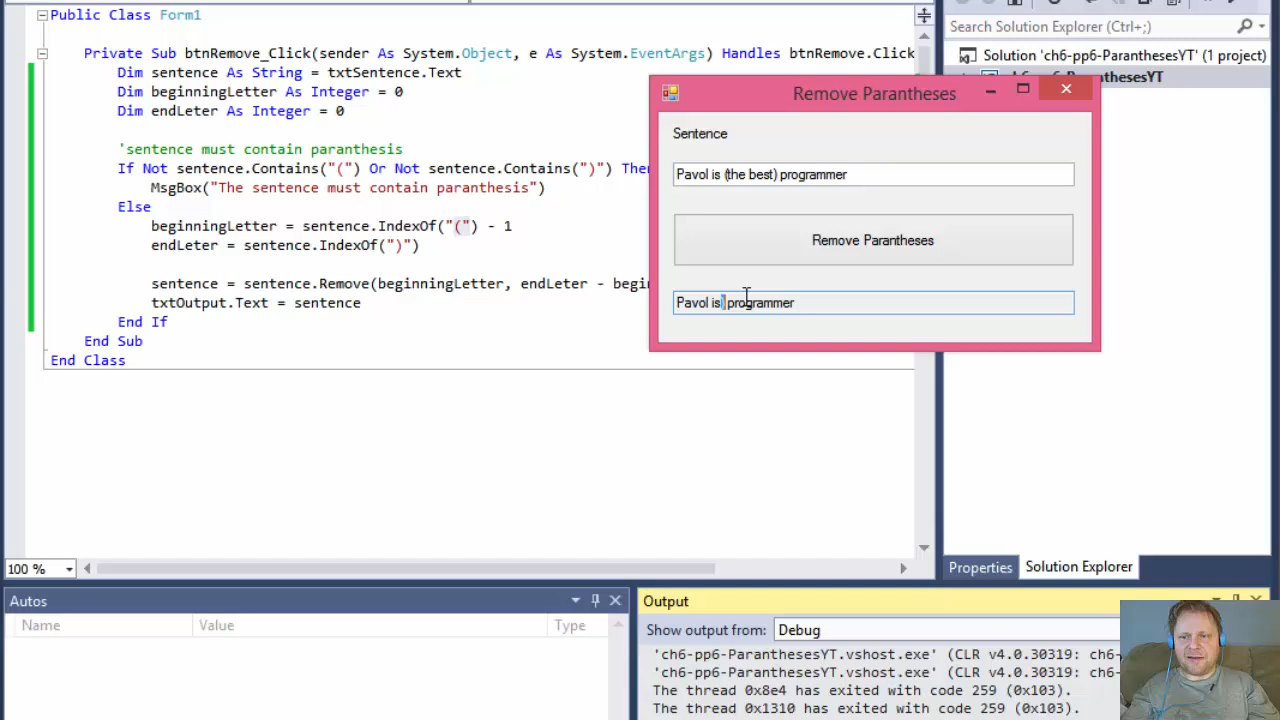 Public Class Form1
Private Sub btnRemove_Click(sender As System.Object, e As System.EventArgs) Handles btnRemove.Click
Dim sentence As String = txtSentence.Text
Dim beginningLetter As Integer = 0
Dim endLeter As Integer = 0
'sentence must contain paranthesis
If Not sentence.Contains("(") Or Not sentence.Contains(")") Then
MsgBox("The sentence must contain paranthesis")
Else
beginningLetter = sentence.IndexOf("(") - 1
endLeter = sentence.IndexOf(")")
sentence = sentence.Remove(beginningLetter, endLeter - begin
txtOutput.Text = sentence
End If
End Sub
End Class
100 %
Remove Parantheses
Sentence
Pavol is (the best) programmer
Remove Parantheses
Pavol is programmer
Search Solution Explorer (Ctrl+;)
Solution 'ch6-pp6-ParanthesesYT' (1 project)
ParanthesesYT
Properties
Solution Explorer
Autos
Name Value Type
Output
Show output from: Debug
'ch6-pp6-ParanthesesYT.vshost.exe' (CLR v4.0.30319: ch6-
'ch6-pp6-ParanthesesYT.vshost.exe' (CLR v4.0.30319: ch6-
The thread 0x8e4 has exited with code 259 (0x103).
The thread 0x1310 has exited with code 259 (0x103).